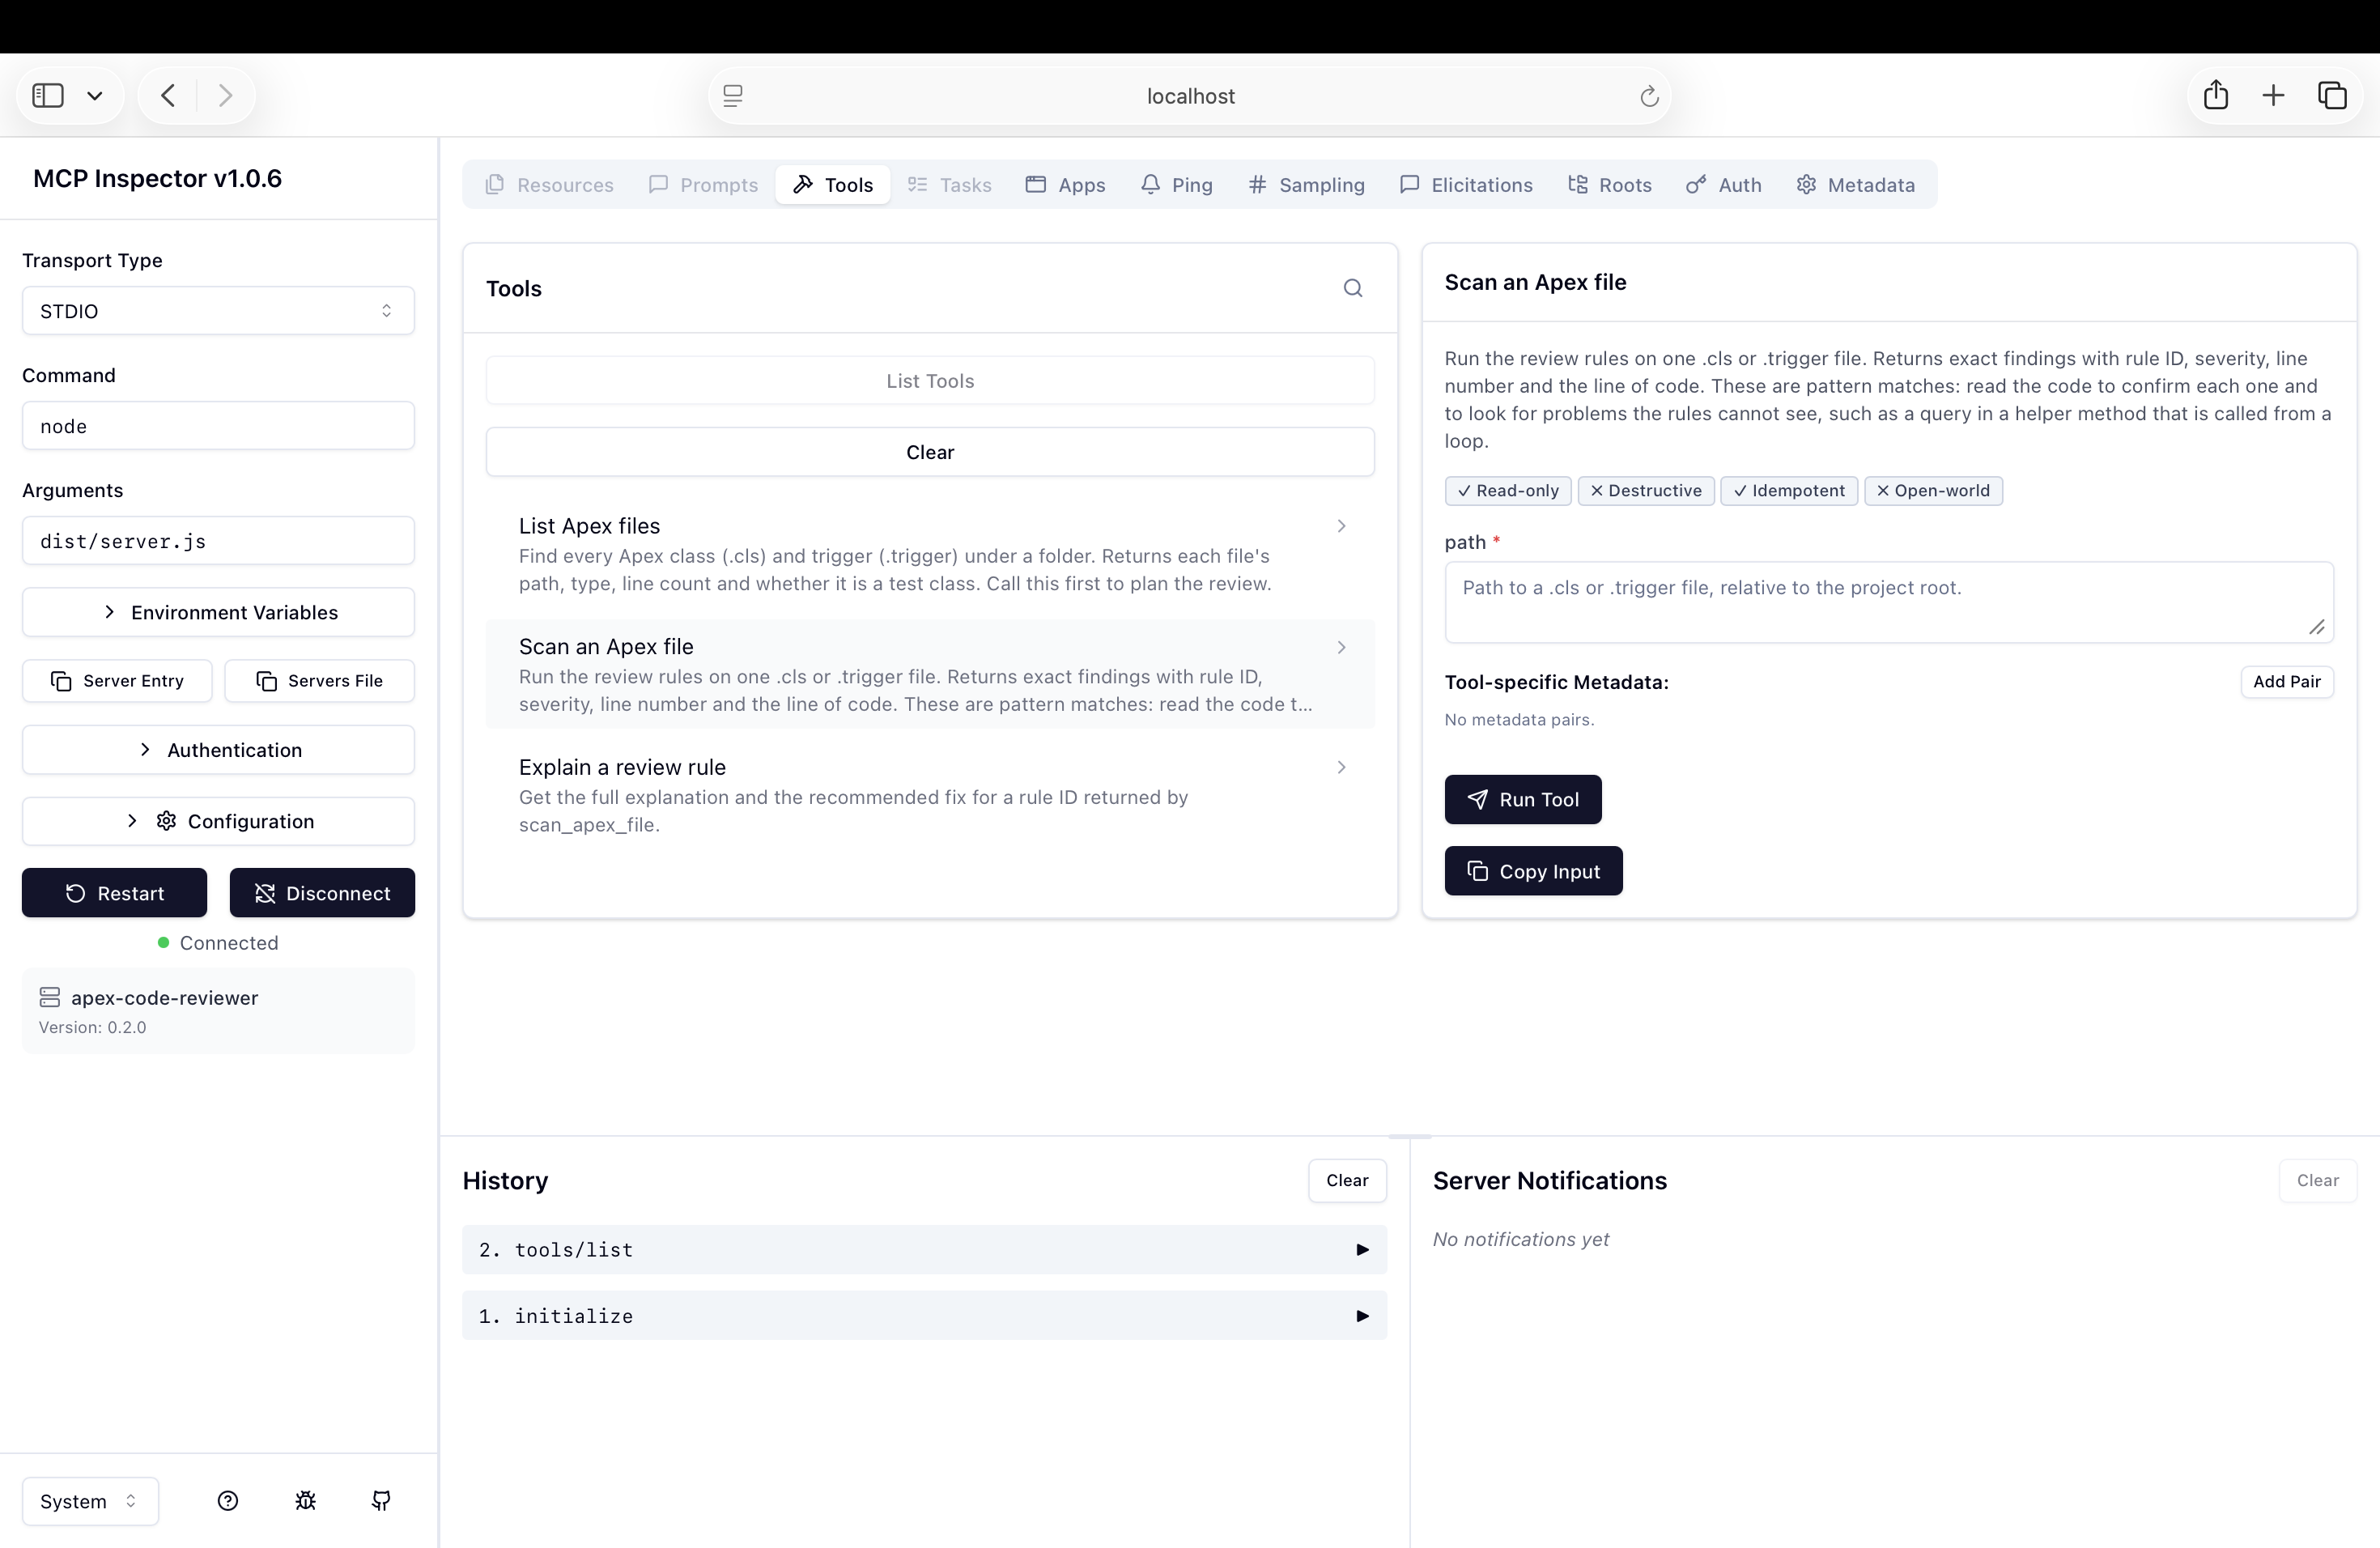 localhost
MCP Inspector v1.0.6
Transport Type
STDIO
Command
node
Arguments
dist/server.js
Environment Variables
Server Entry
Servers File
Authentication
Configuration
Restart
Disconnect
Connected
apex-code-reviewer
Version: 0.2.0
System
Resources
Prompts
Tools
Tasks
Apps
Ping
Sampling
Elicitations
Roots
Auth
Metadata
Tools
List Tools
Clear
List Apex files
Find every Apex class (.cls) and trigger (.trigger) under a folder. Returns each file's
path, type, line count and whether it is a test class. Call this first to plan the review.
Scan an Apex file
Run the review rules on one .cls or .trigger file. Returns exact findings with rule ID,
severity, line number and the line of code. These are pattern matches: read the code t...
Explain a review rule
Get the full explanation and the recommended fix for a rule ID returned by
scan_apex_file.
Scan an Apex file
Run the review rules on one .cls or .trigger file. Returns exact findings with rule ID, severity, line
number and the line of code. These are pattern matches: read the code to confirm each one and
to look for problems the rules cannot see, such as a query in a helper method that is called from a
loop.
Read-only
Destructive
Idempotent
Open-world
path *
Path to a .cls or .trigger file, relative to the project root.
Tool-specific Metadata:
Add Pair
No metadata pairs.
Run Tool
Copy Input
History
Clear
2. tools/list
1. initialize
Server Notifications
Clear
No notifications yet